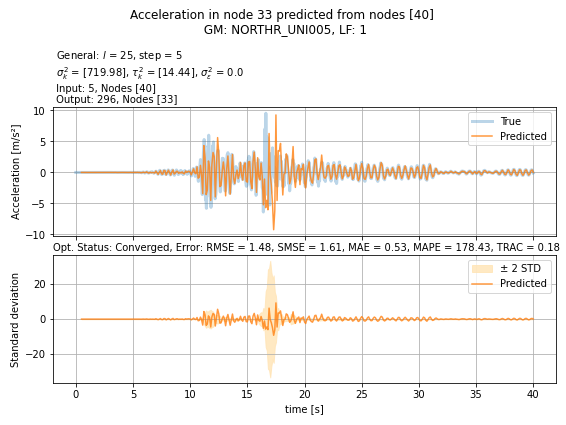 Acceleration in node 33 predicted from nodes [40]
GM: NORTHR_UNI005, LF: 1
General: l = 25, step = 5
σ²ₖ = [719.98], τ²ₖ = [14.44], σ²ε = 0.0
Input: 5, Nodes [40]
Output: 296, Nodes [33]
10
5
0
−5
−10
Acceleration [m/s²]
True
Predicted
Opt. Status: Converged, Error: RMSE = 1.48, SMSE = 1.61, MAE = 0.53, MAPE = 178.43, TRAC = 0.18
20
0
−20
Standard deviation
± 2 STD
Predicted
0 5 10 15 20 25 30 35 40
time [s]